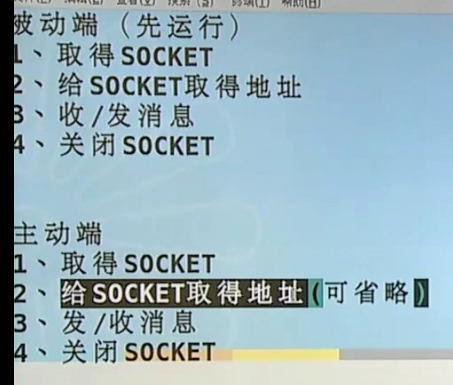 被动端（先运行）
1、取得SOCKET
2、给SOCKET取得地址
3、收/发消息
4、关闭SOCKET
主动端
1、取得SOCKET
2、给SOCKET取得地址(可省略)
3、发/收消息
4、关闭SOCKET